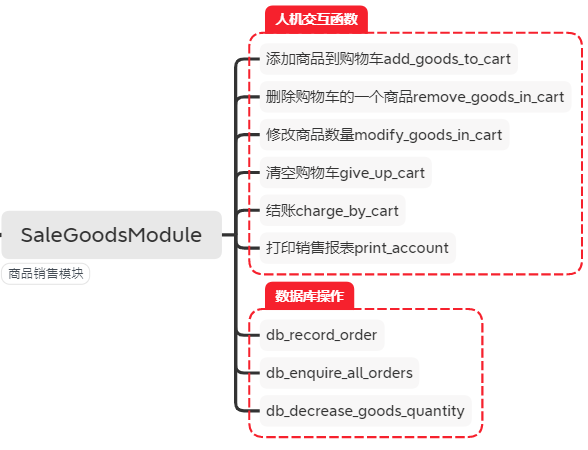 人机交互函数
添加商品到购物车add_goods_to_cart
删除购物车的一个商品remove_goods_in_cart
修改商品数量modify_goods_in_cart
清空购物车give_up_cart
结账charge_by_cart
打印销售报表print_account
SaleGoodsModule
商品销售模块
数据库操作
db_record_order
db_enquire_all_orders
db_decrease_goods_quantity